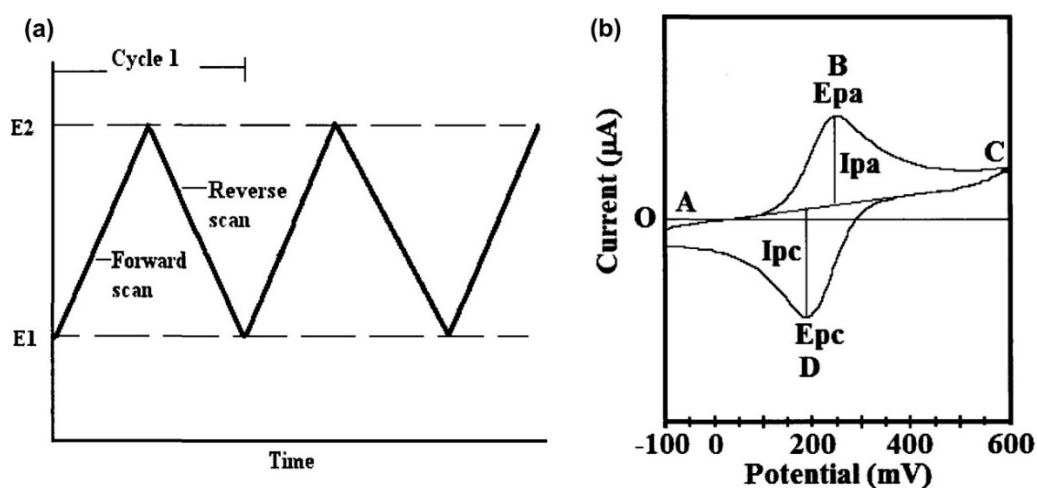 (a)
Cycle 1
E2
Reverse
scan
Forward
scan
E1
Time
(b)
B
Epa
C
Ipa
O
A
Ipc
Epc
D
Current (µA)
-100 0 200 400 600
Potential (mV)